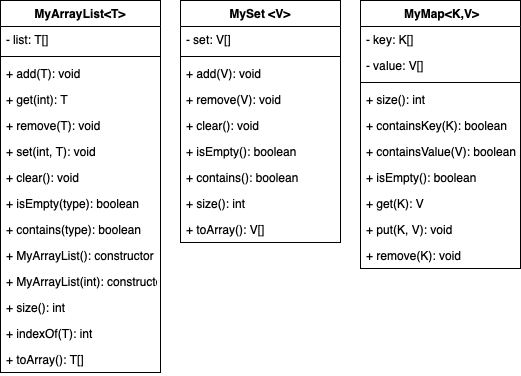 MyArrayList<T>
- list: T[]
+ add(T): void
+ get(int): T
+ remove(T): void
+ set(int, T): void
+ clear(): void
+ isEmpty(type): boolean
+ contains(type): boolean
+ MyArrayList(): constructor
+ MyArrayList(int): constructo
+ size(): int
+ indexOf(T): int
+ toArray(): T[]
MySet <V>
- set: V[]
+ add(V): void
+ remove(V): void
+ clear(): void
+ isEmpty(): boolean
+ contains(): boolean
+ size(): int
+ toArray(): V[]
MyMap<K,V>
- key: K[]
- value: V[]
+ size(): int
+ containsKey(K): boolean
+ containsValue(V): boolean
+ isEmpty(): boolean
+ get(K): V
+ put(K, V): void
+ remove(K): void